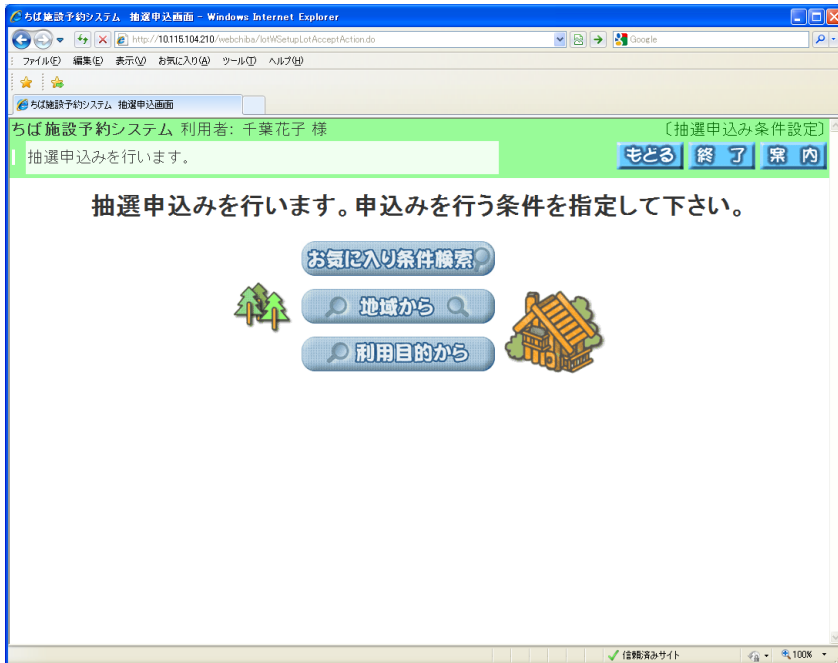 ちば施設予約システム 抽選申込画面 - Windows Internet Explorer
http://10.115.104.210/webchiba/lotWSetupLotAcceptAction.do
Google
ファイル(F) 編集(E) 表示(V) お気に入り(A) ツール(T) ヘルプ(H)
ちば施設予約システム 抽選申込画面
ちば施設予約システム 利用者: 千葉花子 様
〔抽選申込み条件設定〕
抽選申込みを行います。
もどる 終了 案内
抽選申込みを行います。申込みを行う条件を指定して下さい。
お気に入り条件検索
地域から
利用目的から
信頼済みサイト
100%